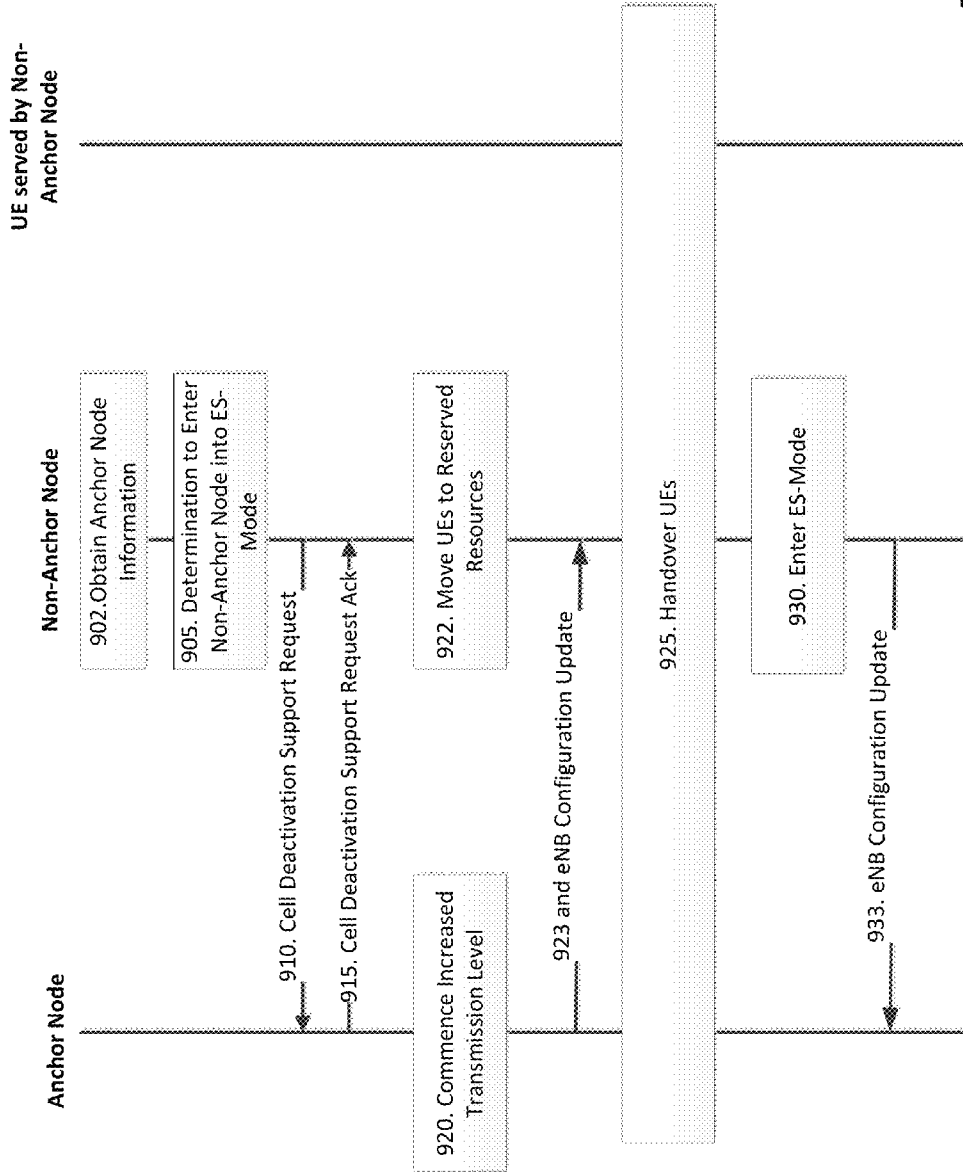 UE served by Non-
Anchor Node
Non-Anchor Node
Anchor Node
902.Obtain Anchor Node
Information
905. Determination to Enter
Non-Anchor Node into ES-
Mode
910. Cell Deactivation Support Request
915. Cell Deactivation Support Request Ack
920. Commence Increased
Transmission Level
922. Move UEs to Reserved
Resources
923 and eNB Configuration Update
925. Handover UEs
930. Enter ES-Mode
933. eNB Configuration Update